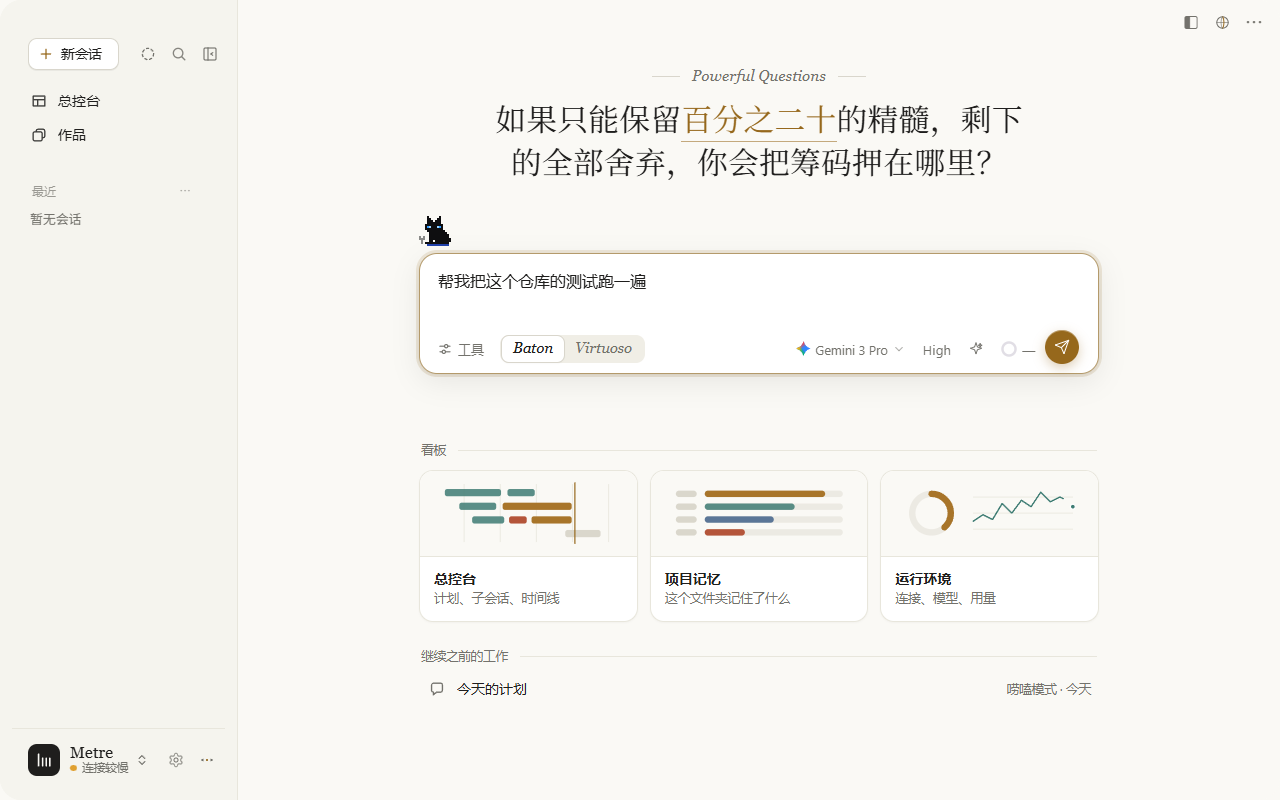 新会话
总控台
作品
最近
暂无会话
Powerful Questions
如果只能保留百分之二十的精髓，剩下
的全部舍弃，你会把筹码押在哪里？
帮我把这个仓库的测试跑一遍
工具
Baton
Virtuoso
Gemini 3 Pro
High
—
看板
总控台
计划、子会话、时间线
项目记忆
这个文件夹记住了什么
运行环境
连接、模型、用量
继续之前的工作
今天的计划
唠嗑模式 · 今天
Metre
连接较慢